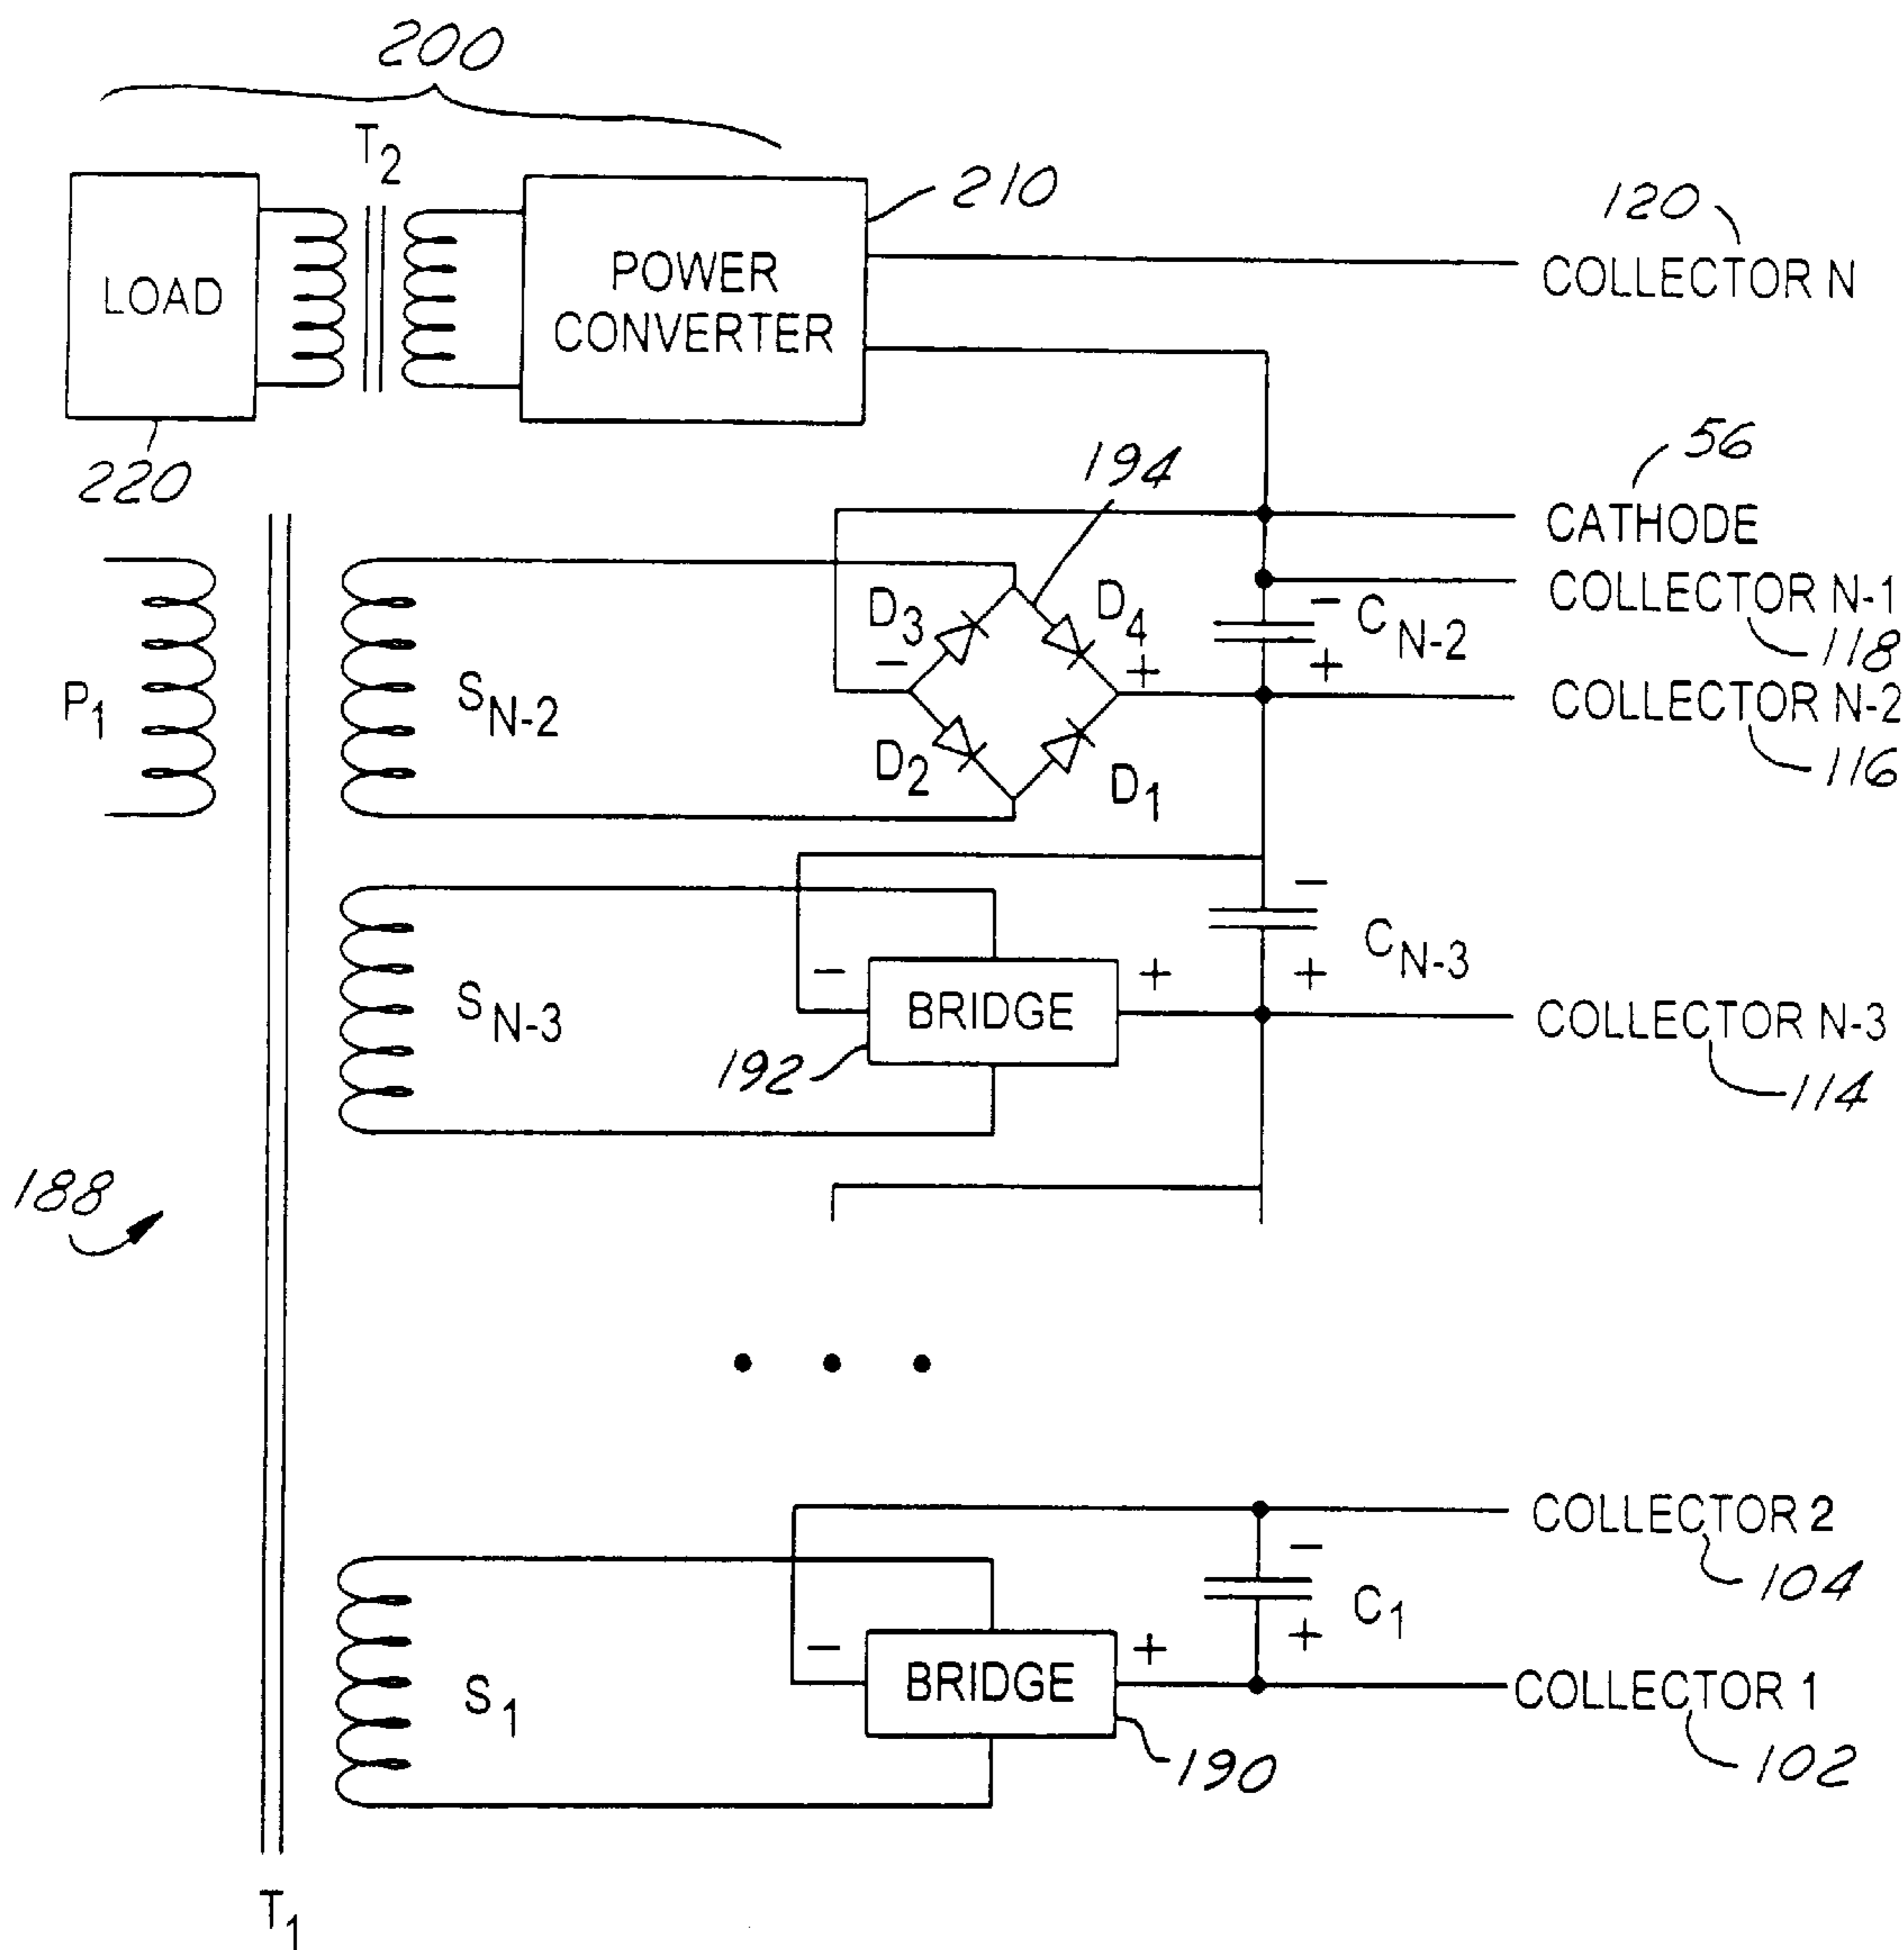 200
T2
210
120
LOAD
POWER
CONVERTER
COLLECTOR N
220
56
194
CATHODE
COLLECTOR N-1
118
D3
D4
− CN-2
+
− +
COLLECTOR N-2
116
P1
SN-2
D2
D1
−
CN-3
+
SN-3
− BRIDGE +
192
COLLECTOR N-3
114
188
• • •
COLLECTOR 2
104
−
C1
+
S1
− BRIDGE +
190
COLLECTOR 1
102
T1